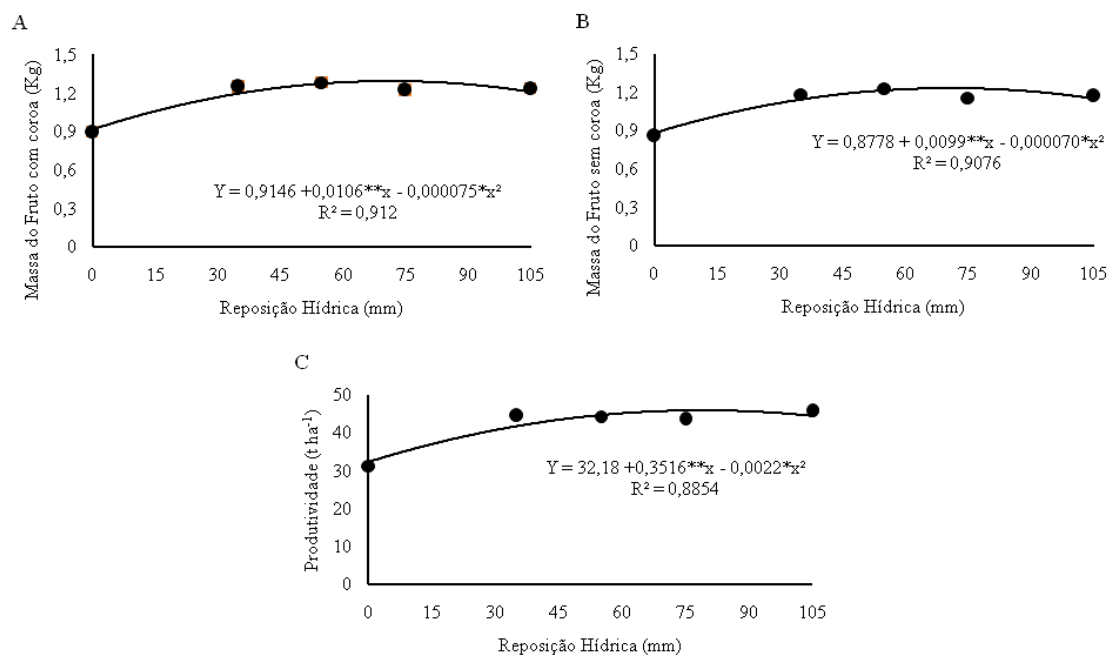 A
Massa do Fruto com coroa (Kg)
1,5
1,2
0,9
0,6
0,3
0
Y = 0,9146 +0,0106**x - 0,000075*x²
R² = 0,912
0 15 30 45 60 75 90 105
Reposição Hídrica (mm)
B
Massa do Fruto sem coroa (Kg)
1,5
1,2
0,9
0,6
0,3
0
Y = 0,8778 + 0,0099**x - 0,000070*x²
R² = 0,9076
0 15 30 45 60 75 90 105
Reposição Hídrica (mm)
C
Produtividade (t ha⁻¹)
50
40
30
20
10
0
Y = 32,18 +0,3516**x - 0,0022*x²
R² = 0,8854
0 15 30 45 60 75 90 105
Reposição Hídrica (mm)